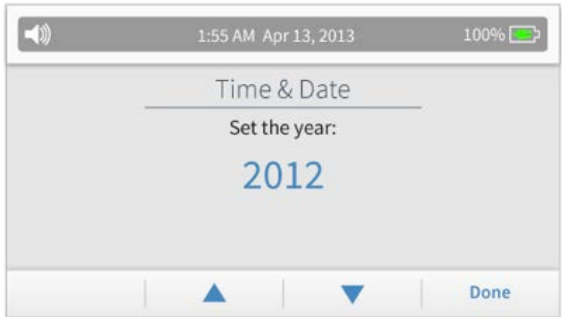 1:55 AM Apr 13, 2013 100%
Time & Date
Set the year:
2012
Done